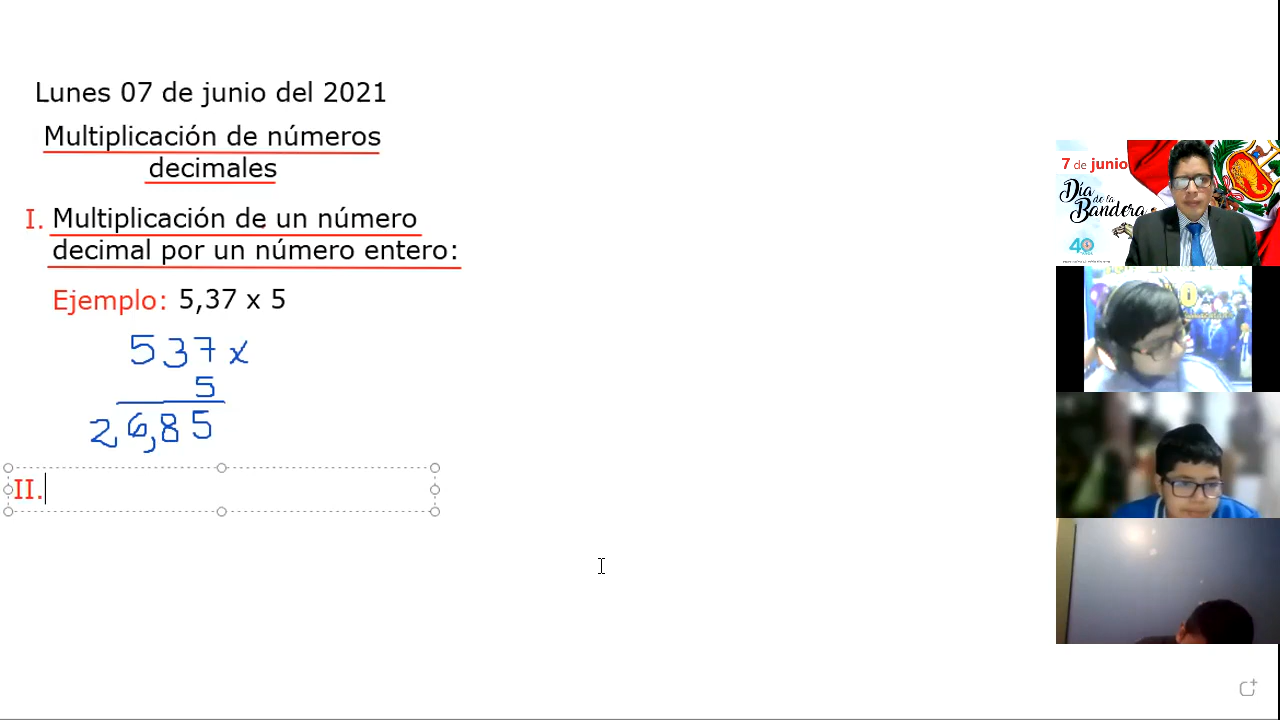 Lunes 07 de junio del 2021
Multiplicación de números
decimales
I. Multiplicación de un número
decimal por un número entero:
Ejemplo: 5,37 x 5
537 x
5
26,85
II.
7 de junio
Día
de la
Bandera
40